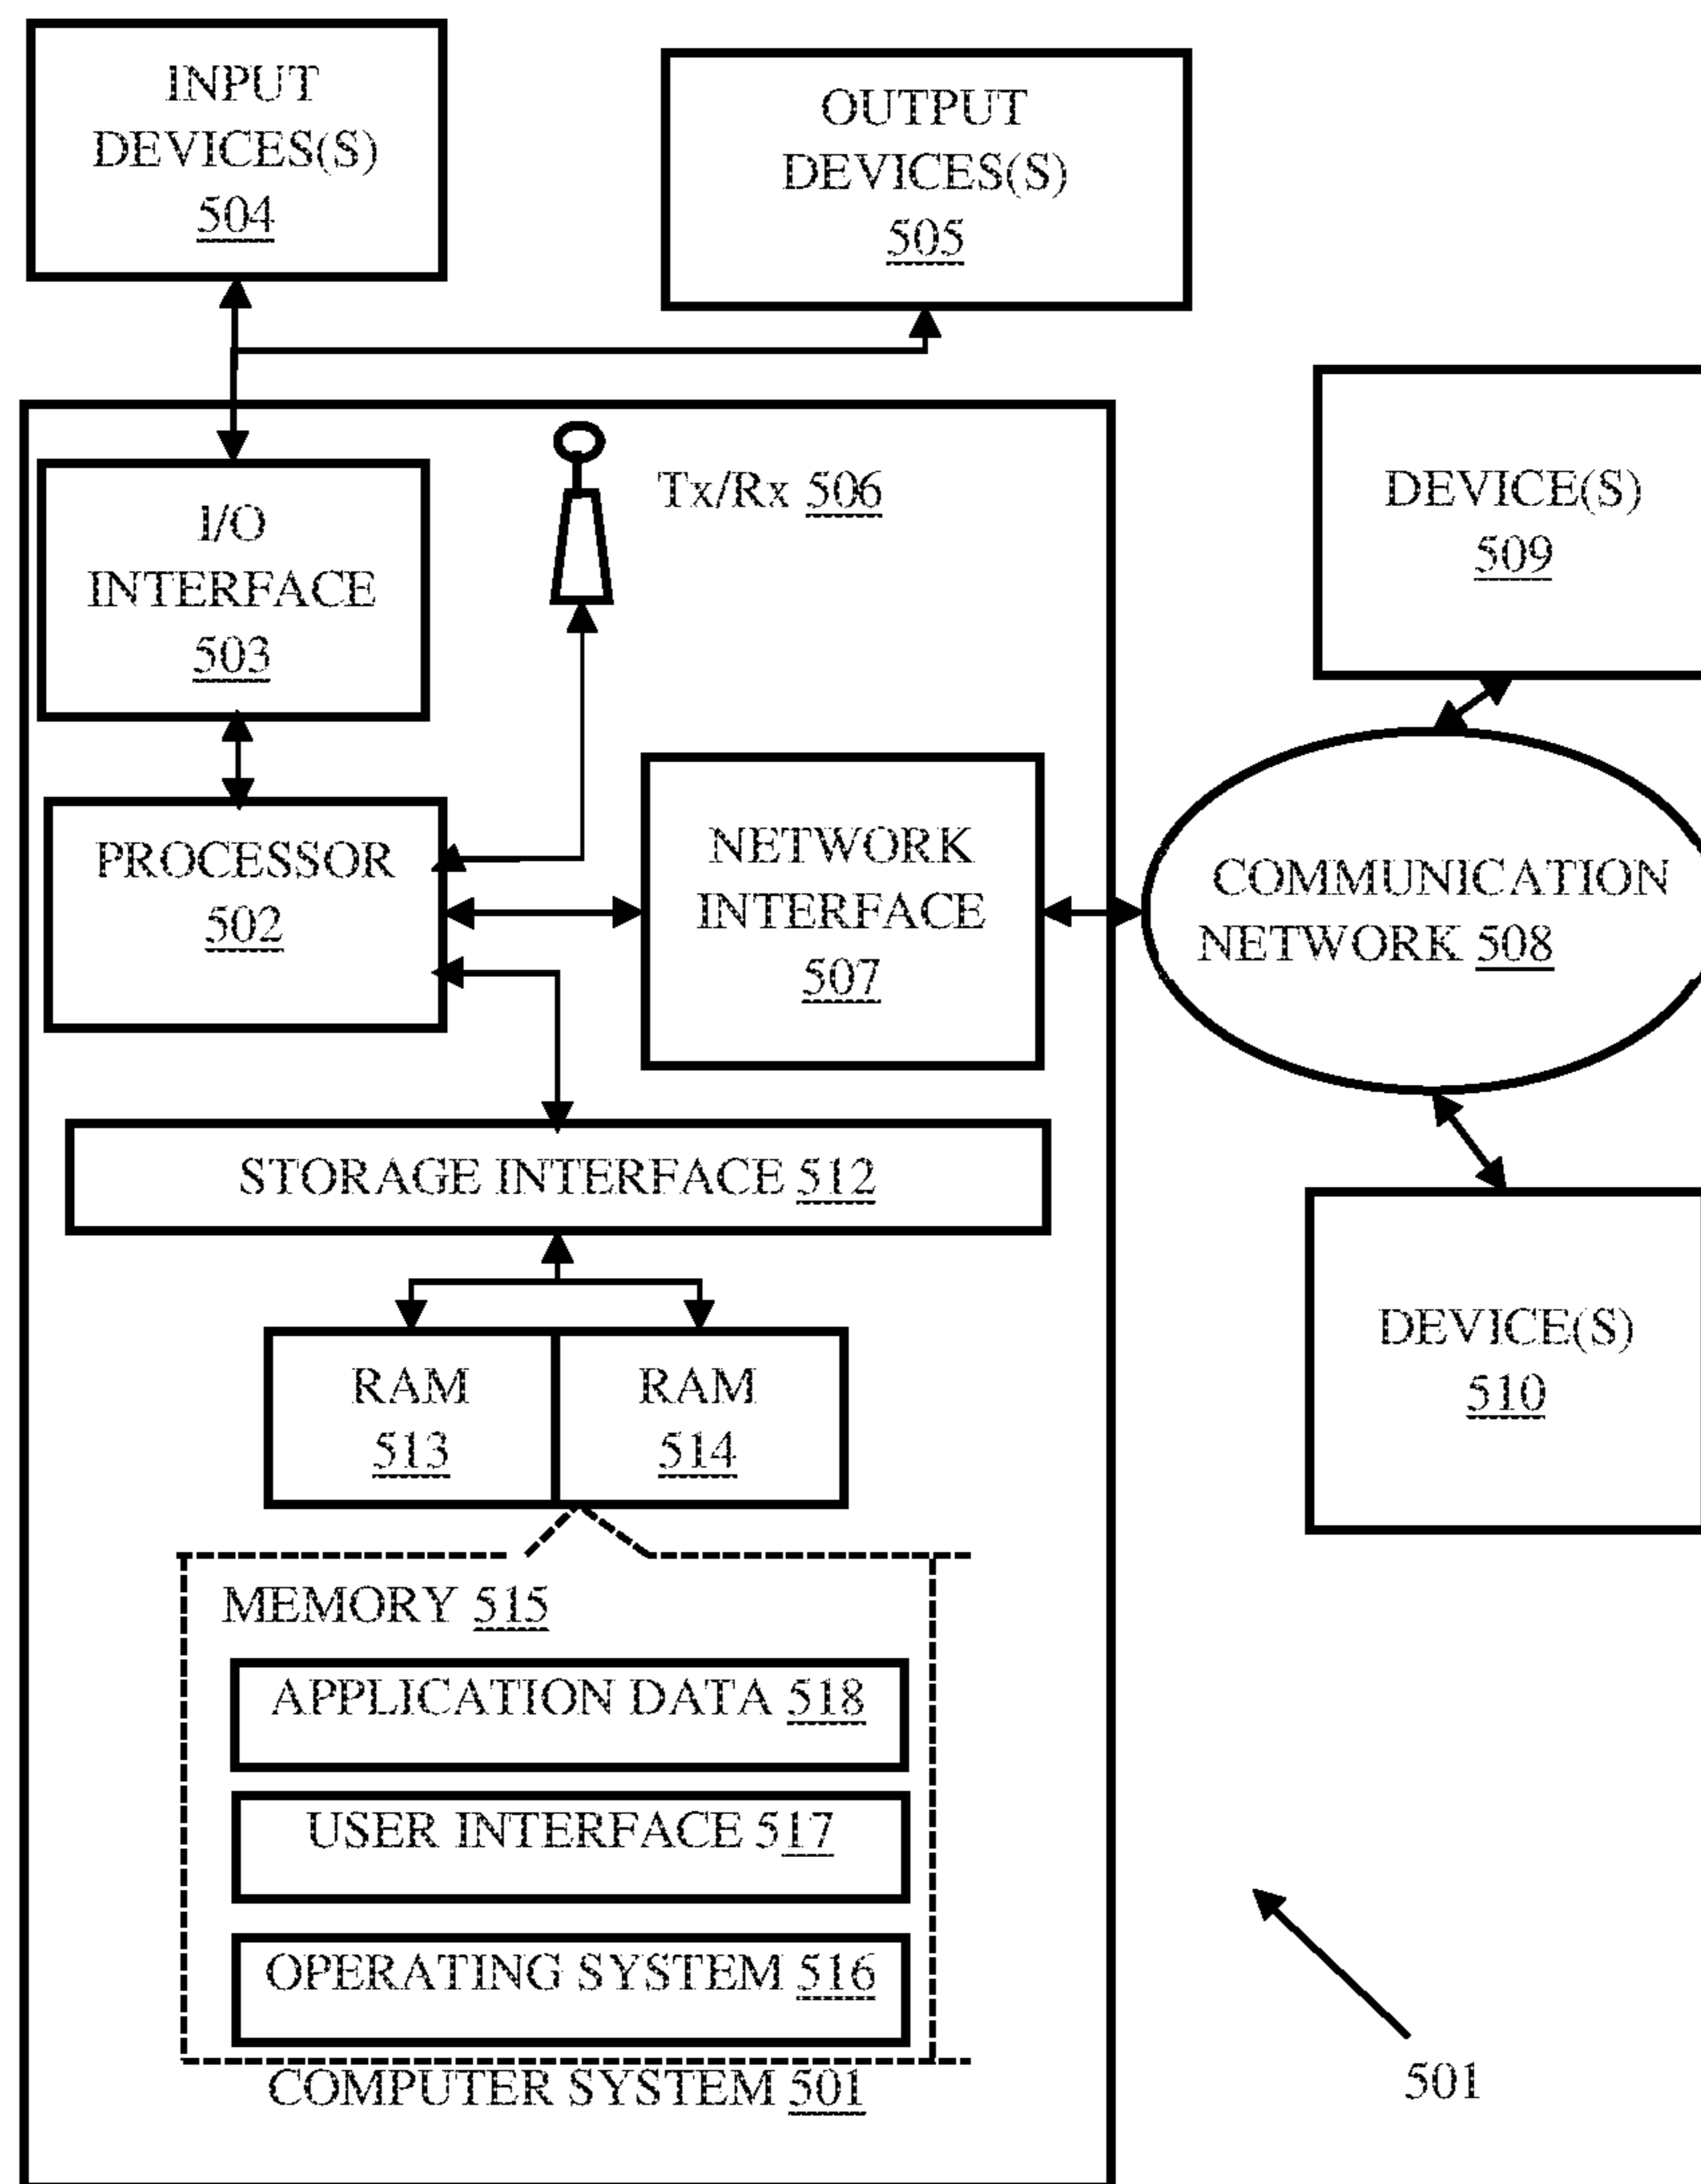 INPUT
DEVICES(S)
504
OUTPUT
DEVICES(S)
505
I/O
INTERFACE
503
Tx/Rx 506
DEVICE(S)
509
PROCESSOR
502
NETWORK
INTERFACE
507
COMMUNICATION
NETWORK 508
STORAGE INTERFACE 512
RAM
513
RAM
514
DEVICE(S)
510
MEMORY 515
APPLICATION DATA 518
USER INTERFACE 517
OPERATING SYSTEM 516
COMPUTER SYSTEM 501
501